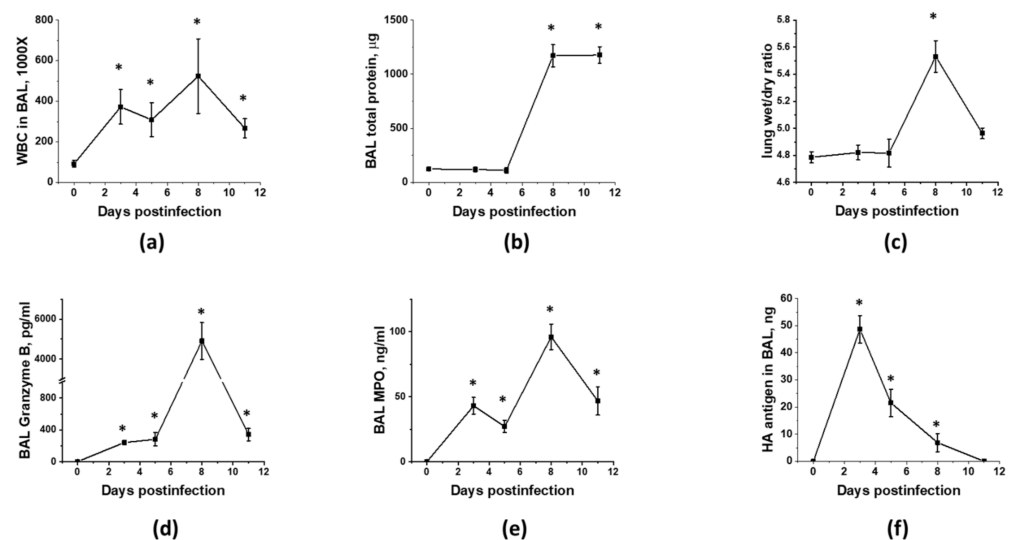 800
600
400
200
0
WBC in BAL, 1000X
* * * *
0 2 4 6 8 10 12
Days postinfection
(a)
1500
1000
500
0
BAL total protein, µg
* *
0 2 4 6 8 10 12
Days postinfection
(b)
5.8
5.6
5.4
5.2
5.0
4.8
4.6
lung wet/dry ratio
*
0 2 4 6 8 10 12
Days postinfection
(c)
6000
4000
800
400
0
BAL Granzyme B, pg/ml
* * * *
0 2 4 6 8 10 12
Days postinfection
(d)
100
50
0
BAL MPO, ng/ml
* * * *
0 2 4 6 8 10 12
Days postinfection
(e)
60
50
40
30
20
10
0
HA antigen in BAL, ng
* * *
0 2 4 6 8 10 12
Days postinfection
(f)